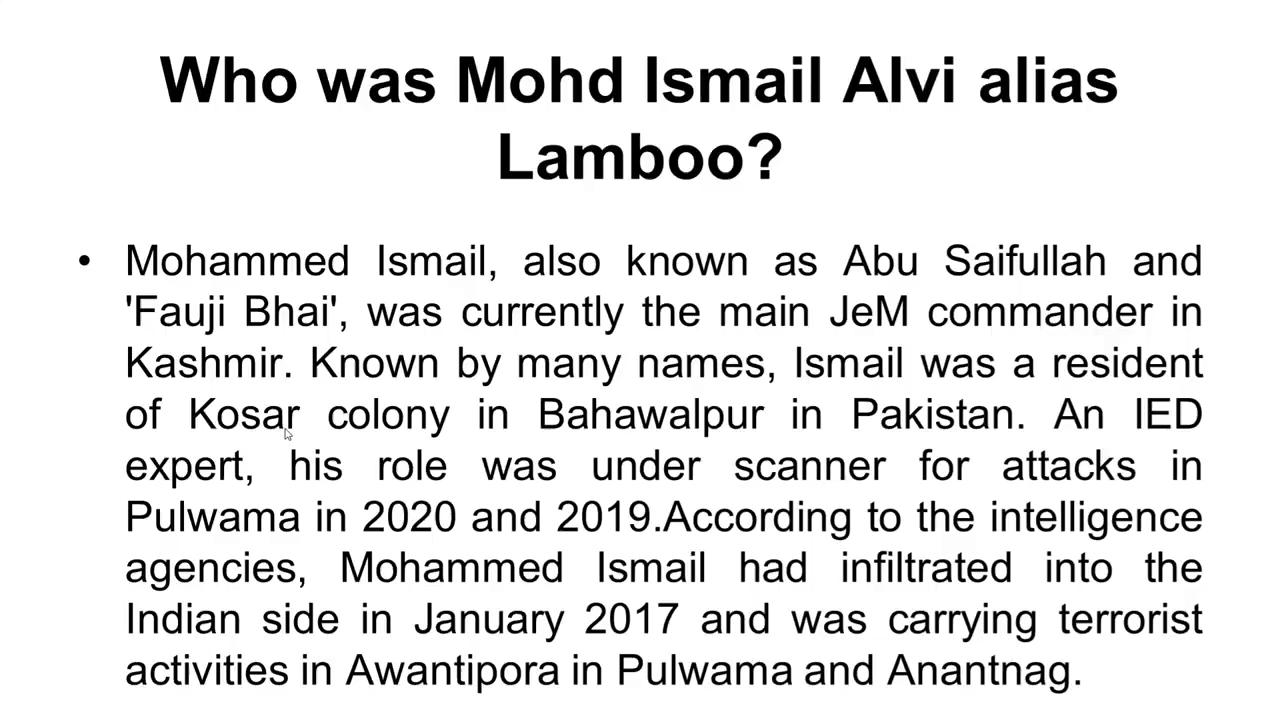 Who was Mohd Ismail Alvi alias
Lamboo?
• Mohammed Ismail, also known as Abu Saifullah and
'Fauji Bhai', was currently the main JeM commander in
Kashmir. Known by many names, Ismail was a resident
of Kosar colony in Bahawalpur in Pakistan. An IED
expert, his role was under scanner for attacks in
Pulwama in 2020 and 2019.According to the intelligence
agencies, Mohammed Ismail had infiltrated into the
Indian side in January 2017 and was carrying terrorist
activities in Awantipora in Pulwama and Anantnag.